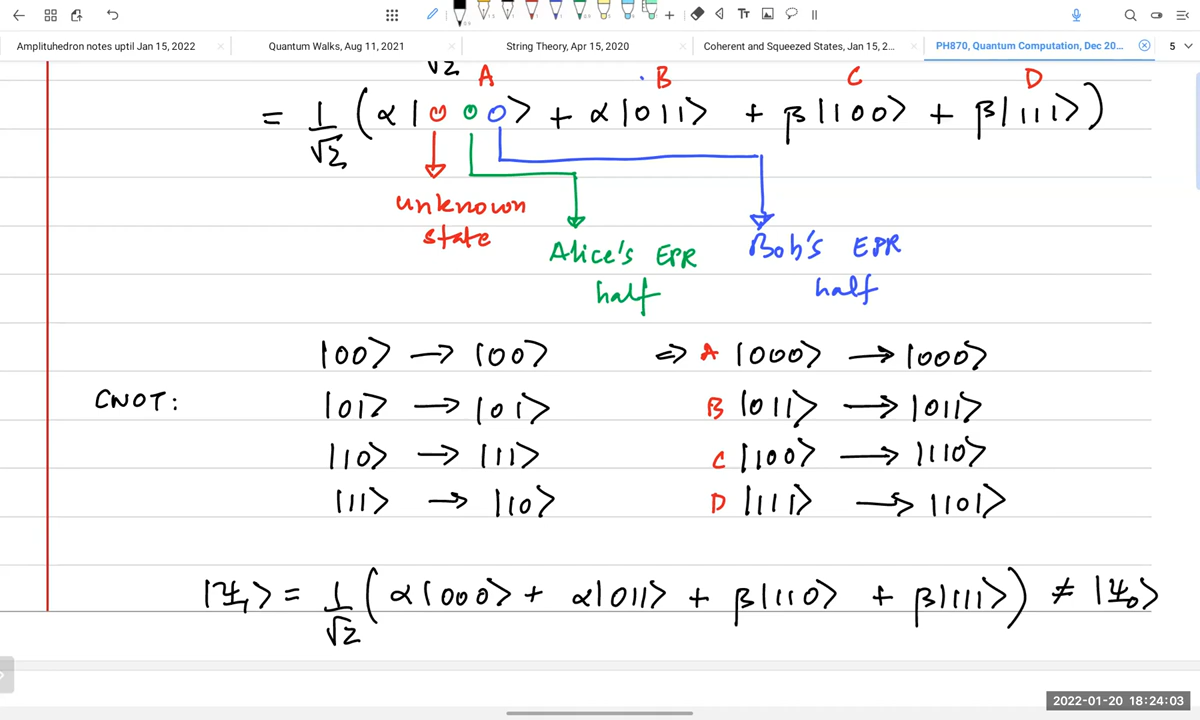 Amplituhedron notes uptil Jan 15, 2022 Quantum Walks, Aug 11, 2021 String Theory, Apr 15, 2020 Coherent and Squeezed States, Jan 15, 2... PH870, Quantum Computation, Dec 20... 5
√2 A B C D
= 1/√2 (α|000> + α|011> + β|100> + β|111>)
unknown
state
Alice's EPR
half
Bob's EPR
half
|00> → |00> => A |000> → |000>
CNOT: |01> → |01> B |011> → |011>
|10> → |11> C |100> → |110>
|11> → |10> D |111> → |101>
|Ψ₁> = 1/√2 (α|000> + α|011> + β|110> + β|111>) ≠ |Ψ₀>
2022-01-20 18:24:03